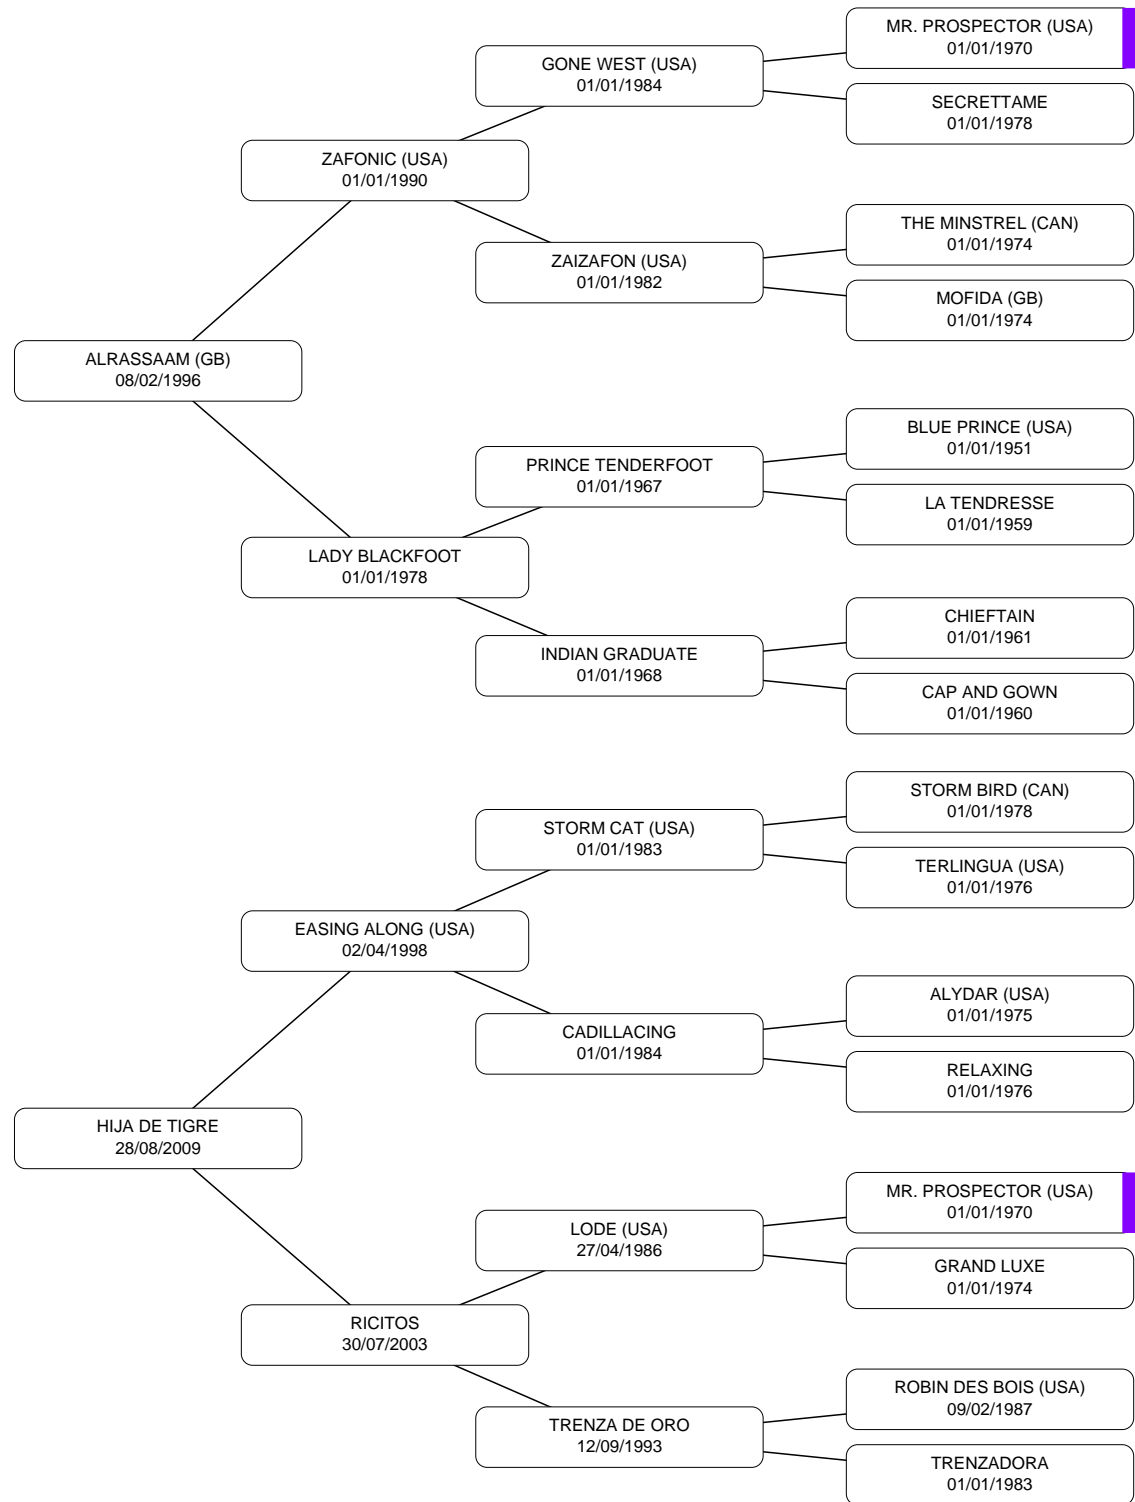 MR. PROSPECTOR (USA)
01/01/1970
GONE WEST (USA)
01/01/1984
SECRETTAME
01/01/1978
ZAFONIC (USA)
01/01/1990
THE MINSTREL (CAN)
01/01/1974
ZAIZAFON (USA)
01/01/1982
MOFIDA (GB)
01/01/1974
ALRASSAAM (GB)
08/02/1996
BLUE PRINCE (USA)
01/01/1951
PRINCE TENDERFOOT
01/01/1967
LA TENDRESSE
01/01/1959
LADY BLACKFOOT
01/01/1978
CHIEFTAIN
01/01/1961
INDIAN GRADUATE
01/01/1968
CAP AND GOWN
01/01/1960
STORM BIRD (CAN)
01/01/1978
STORM CAT (USA)
01/01/1983
TERLINGUA (USA)
01/01/1976
EASING ALONG (USA)
02/04/1998
ALYDAR (USA)
01/01/1975
CADILLACING
01/01/1984
RELAXING
01/01/1976
HIJA DE TIGRE
28/08/2009
MR. PROSPECTOR (USA)
01/01/1970
LODE (USA)
27/04/1986
GRAND LUXE
01/01/1974
RICITOS
30/07/2003
ROBIN DES BOIS (USA)
09/02/1987
TRENZA DE ORO
12/09/1993
TRENZADORA
01/01/1983